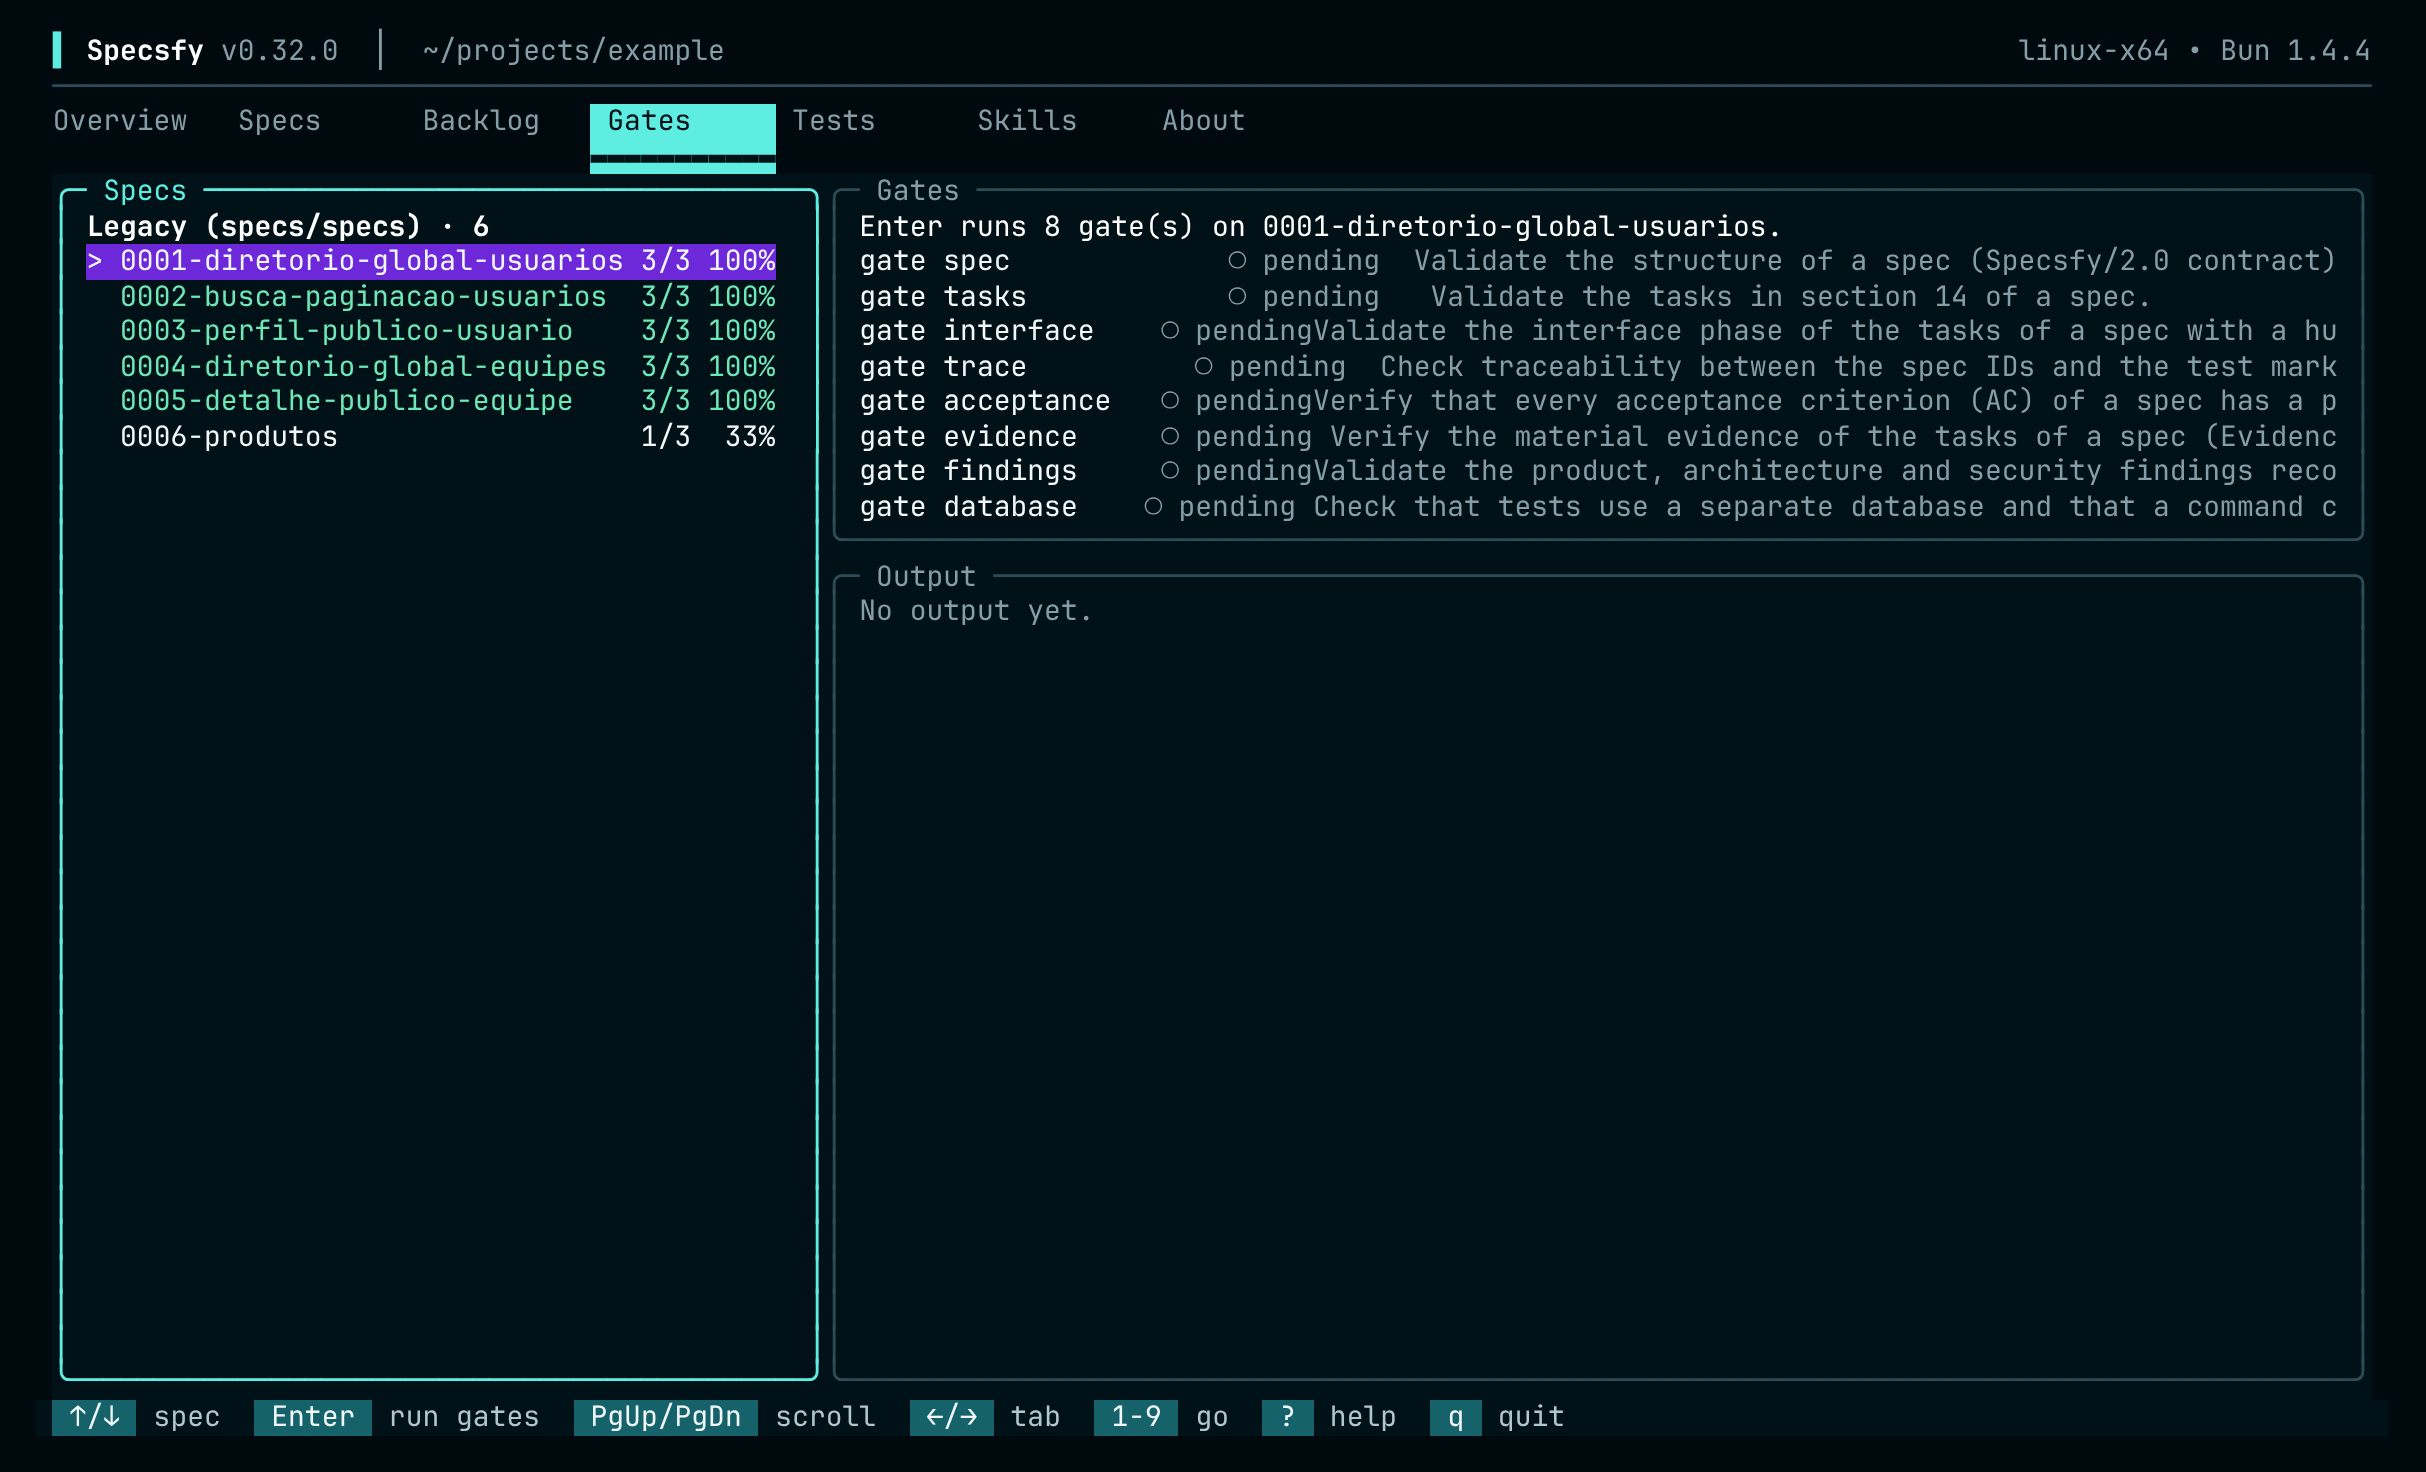 Specsfy v0.32.0 │ ~/projects/example linux-x64 • Bun 1.4.4
Overview Specs Backlog Gates Tests Skills About
Specs
Legacy (specs/specs) · 6
> 0001-diretorio-global-usuarios 3/3 100%
0002-busca-paginacao-usuarios 3/3 100%
0003-perfil-publico-usuario 3/3 100%
0004-diretorio-global-equipes 3/3 100%
0005-detalhe-publico-equipe 3/3 100%
0006-produtos 1/3 33%
Gates
Enter runs 8 gate(s) on 0001-diretorio-global-usuarios.
gate spec ○ pending Validate the structure of a spec (Specsfy/2.0 contract)
gate tasks ○ pending Validate the tasks in section 14 of a spec.
gate interface ○ pendingValidate the interface phase of the tasks of a spec with a hu
gate trace ○ pending Check traceability between the spec IDs and the test mark
gate acceptance ○ pendingVerify that every acceptance criterion (AC) of a spec has a p
gate evidence ○ pending Verify the material evidence of the tasks of a spec (Evidenc
gate findings ○ pendingValidate the product, architecture and security findings reco
gate database ○ pending Check that tests use a separate database and that a command c
Output
No output yet.
↑/↓ spec Enter run gates PgUp/PgDn scroll ←/→ tab 1-9 go ? help q quit